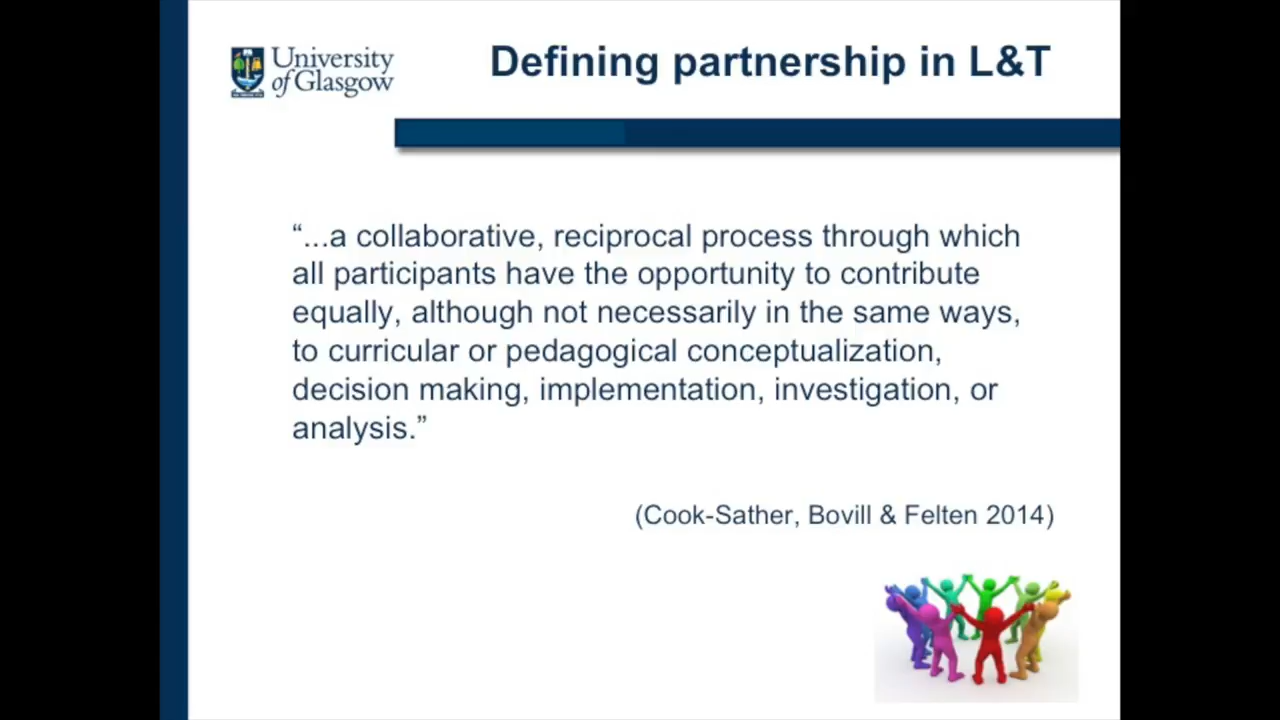 University
of Glasgow
Defining partnership in L&T
“...a collaborative, reciprocal process through which
all participants have the opportunity to contribute
equally, although not necessarily in the same ways,
to curricular or pedagogical conceptualization,
decision making, implementation, investigation, or
analysis.”
(Cook-Sather, Bovill & Felten 2014)